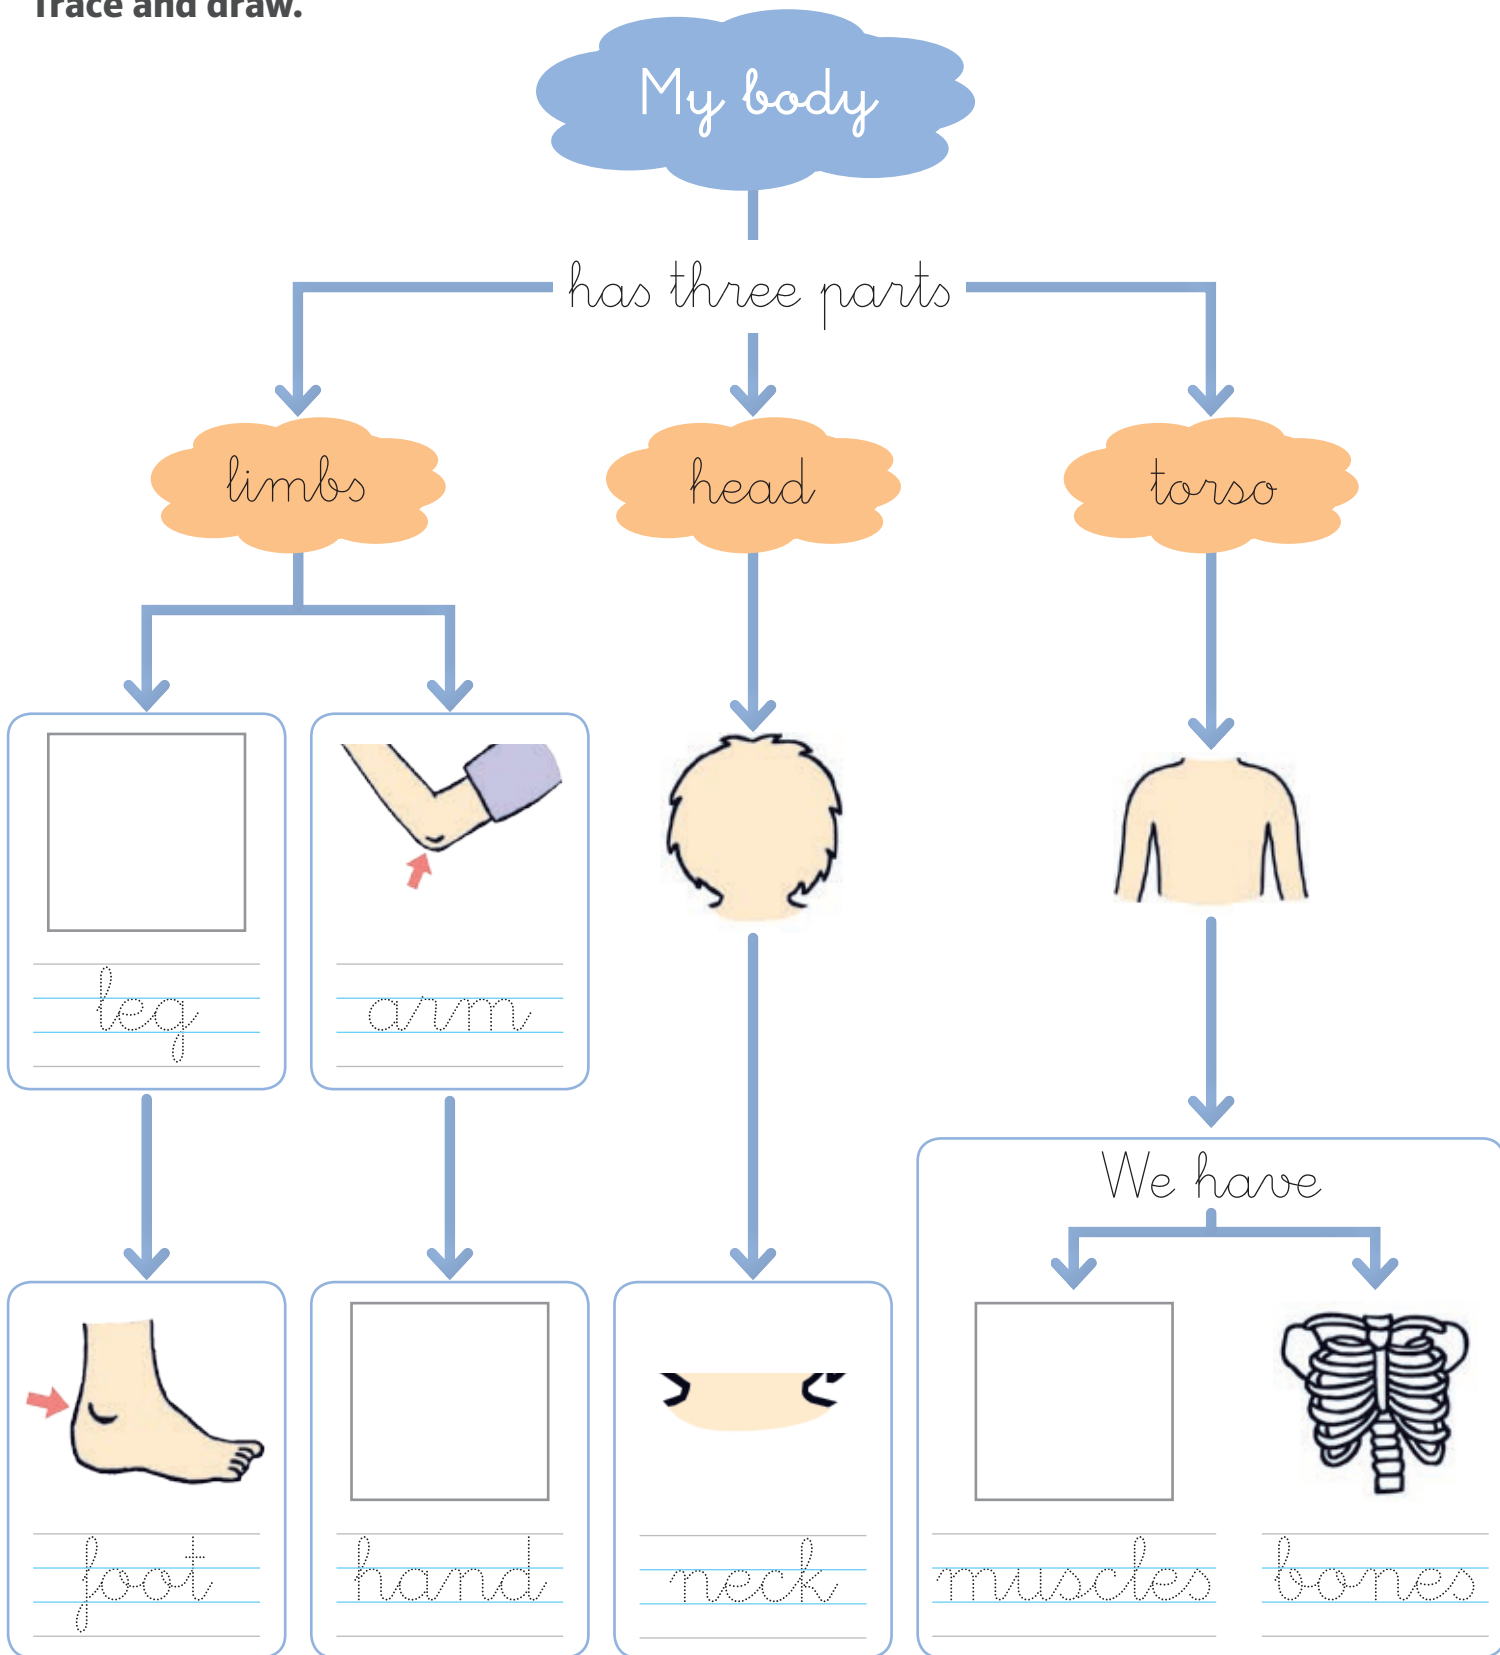 Trace and draw.
My body
has three parts
limbs
head
torso
leg
arm
We have
foot
hand
neck
muscles
bones